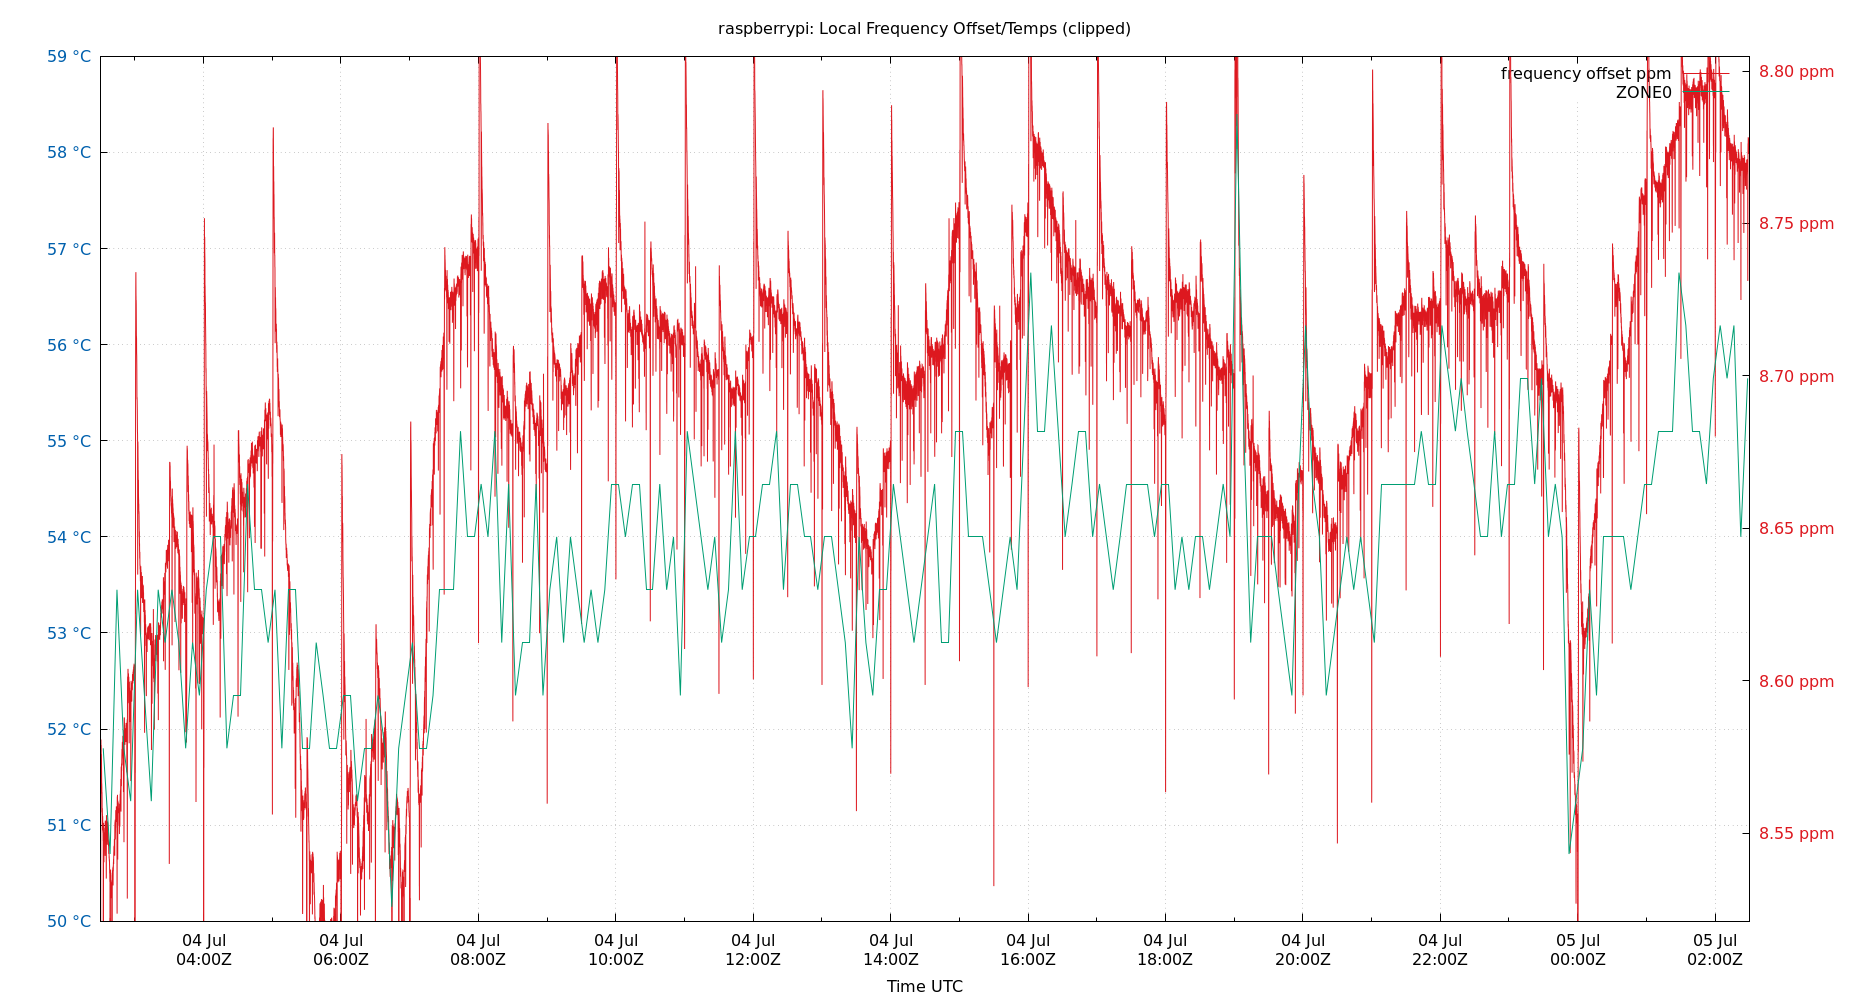 raspberrypi: Local Frequency Offset/Temps (clipped)
59 °C
58 °C
57 °C
56 °C
55 °C
54 °C
53 °C
52 °C
51 °C
50 °C
frequency offset ppm
ZONE0
8.80 ppm
8.75 ppm
8.70 ppm
8.65 ppm
8.60 ppm
8.55 ppm
04 Jul
04:00Z
04 Jul
06:00Z
04 Jul
08:00Z
04 Jul
10:00Z
04 Jul
12:00Z
04 Jul
14:00Z
04 Jul
16:00Z
04 Jul
18:00Z
04 Jul
20:00Z
04 Jul
22:00Z
05 Jul
00:00Z
05 Jul
02:00Z
Time UTC